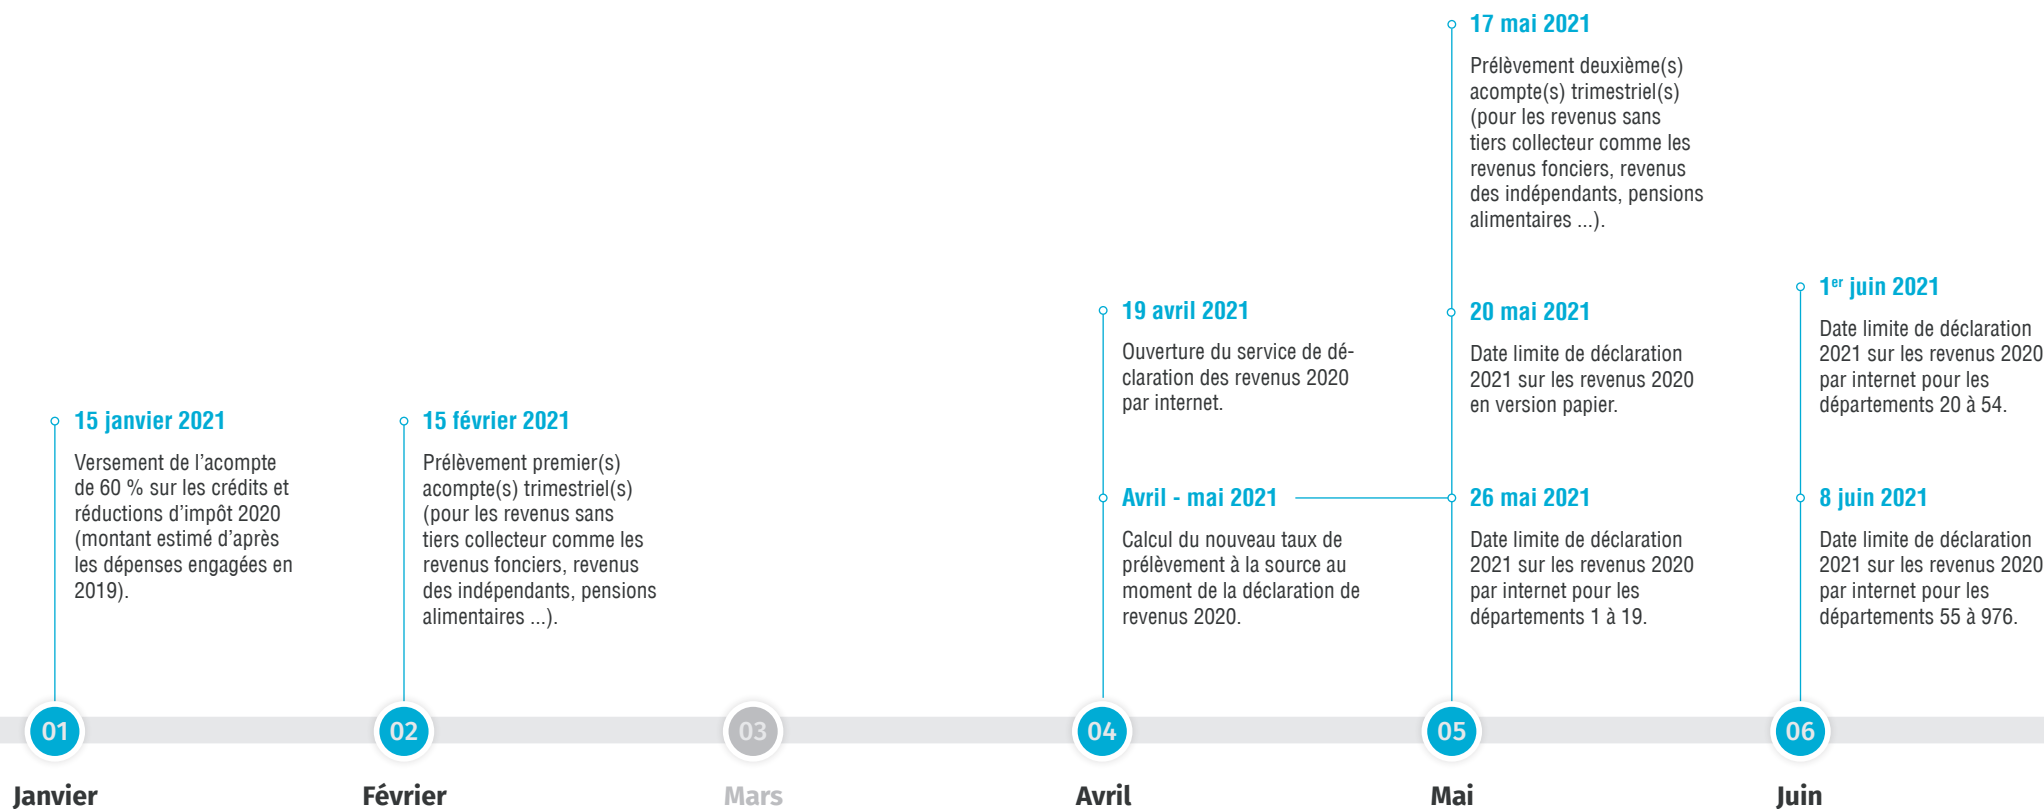 15 janvier 2021
Versement de l’acompte
de 60 % sur les crédits et
réductions d’impôt 2020
(montant estimé d’après
les dépenses engagées en
2019).
15 février 2021
Prélèvement premier(s)
acompte(s) trimestriel(s)
(pour les revenus sans
tiers collecteur comme les
revenus fonciers, revenus
des indépendants, pensions
alimentaires ...).
19 avril 2021
Ouverture du service de dé-
claration des revenus 2020
par internet.
Avril - mai 2021
Calcul du nouveau taux de
prélèvement à la source au
moment de la déclaration de
revenus 2020.
17 mai 2021
Prélèvement deuxième(s)
acompte(s) trimestriel(s)
(pour les revenus sans
tiers collecteur comme les
revenus fonciers, revenus
des indépendants, pensions
alimentaires ...).
20 mai 2021
Date limite de déclaration
2021 sur les revenus 2020
en version papier.
26 mai 2021
Date limite de déclaration
2021 sur les revenus 2020
par internet pour les
départements 1 à 19.
1er juin 2021
Date limite de déclaration
2021 sur les revenus 2020
par internet pour les
départements 20 à 54.
8 juin 2021
Date limite de déclaration
2021 sur les revenus 2020
par internet pour les
départements 55 à 976.
01
02
03
04
05
06
Janvier
Février
Mars
Avril
Mai
Juin